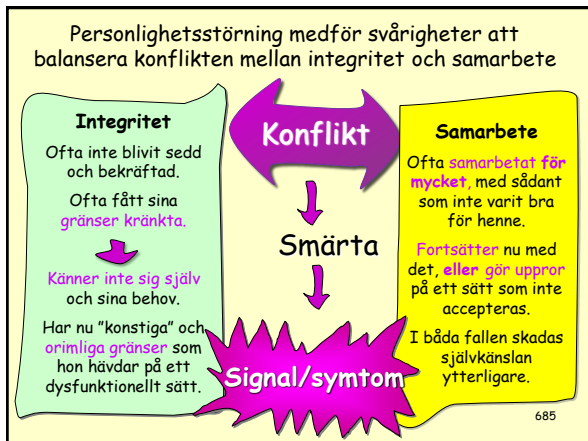 Personlighetsstörning medför svårigheter att
balansera konflikten mellan integritet och samarbete
Integritet
Ofta inte blivit sedd
och bekräftad.
Ofta fått sina
gränser kränkta.
Känner inte sig själv
och sina behov.
Har nu "konstiga" och
orimliga gränser som
hon hävdar på ett
dysfunktionellt sätt.
Konflikt
Smärta
Signal/symtom
Samarbete
Ofta samarbetat för
mycket, med sådant
som inte varit bra
för henne.
Fortsätter nu med
det, eller gör uppror
på ett sätt som inte
accepteras.
I båda fallen skadas
självkänslan
ytterligare.
685